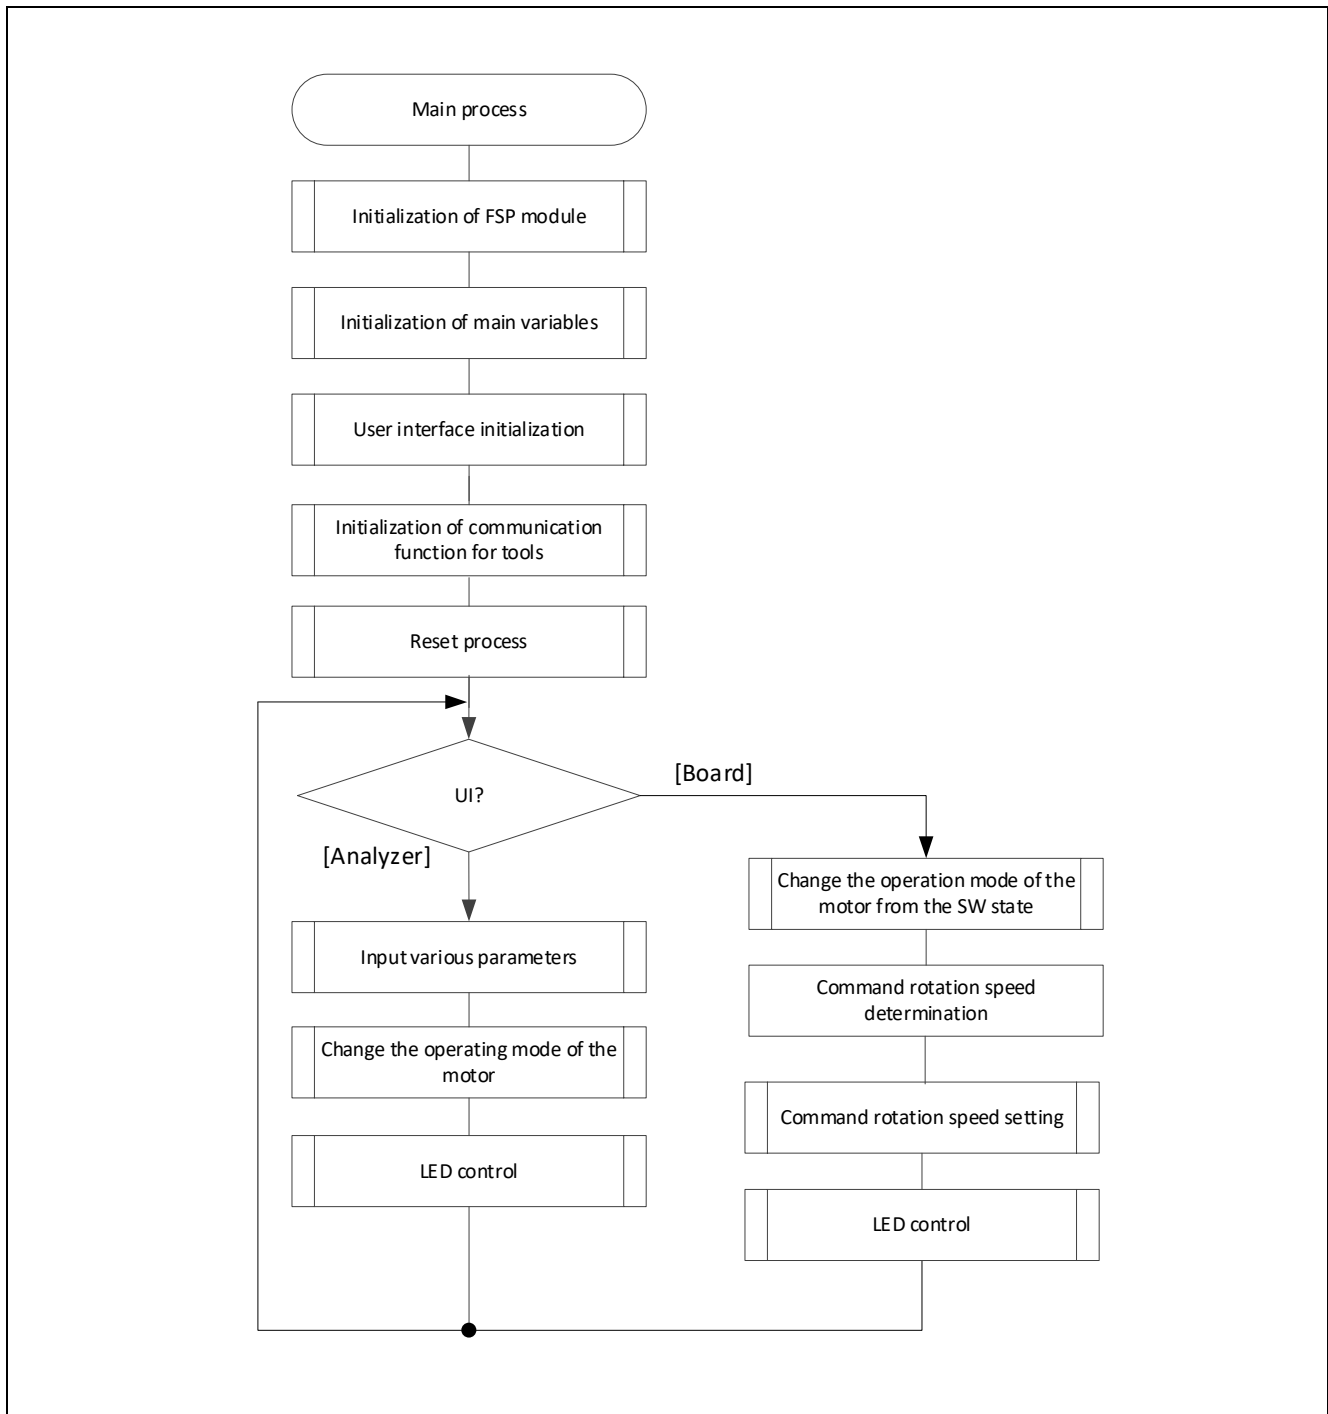 Main process
Initialization of FSP module
Initialization of main variables
User interface initialization
Initialization of communication
function for tools
Reset process
UI?
[Board]
[Analyzer]
Input various parameters
Change the operating mode of the
motor
LED control
Change the operation mode of the
motor from the SW state
Command rotation speed
determination
Command rotation speed setting
LED control